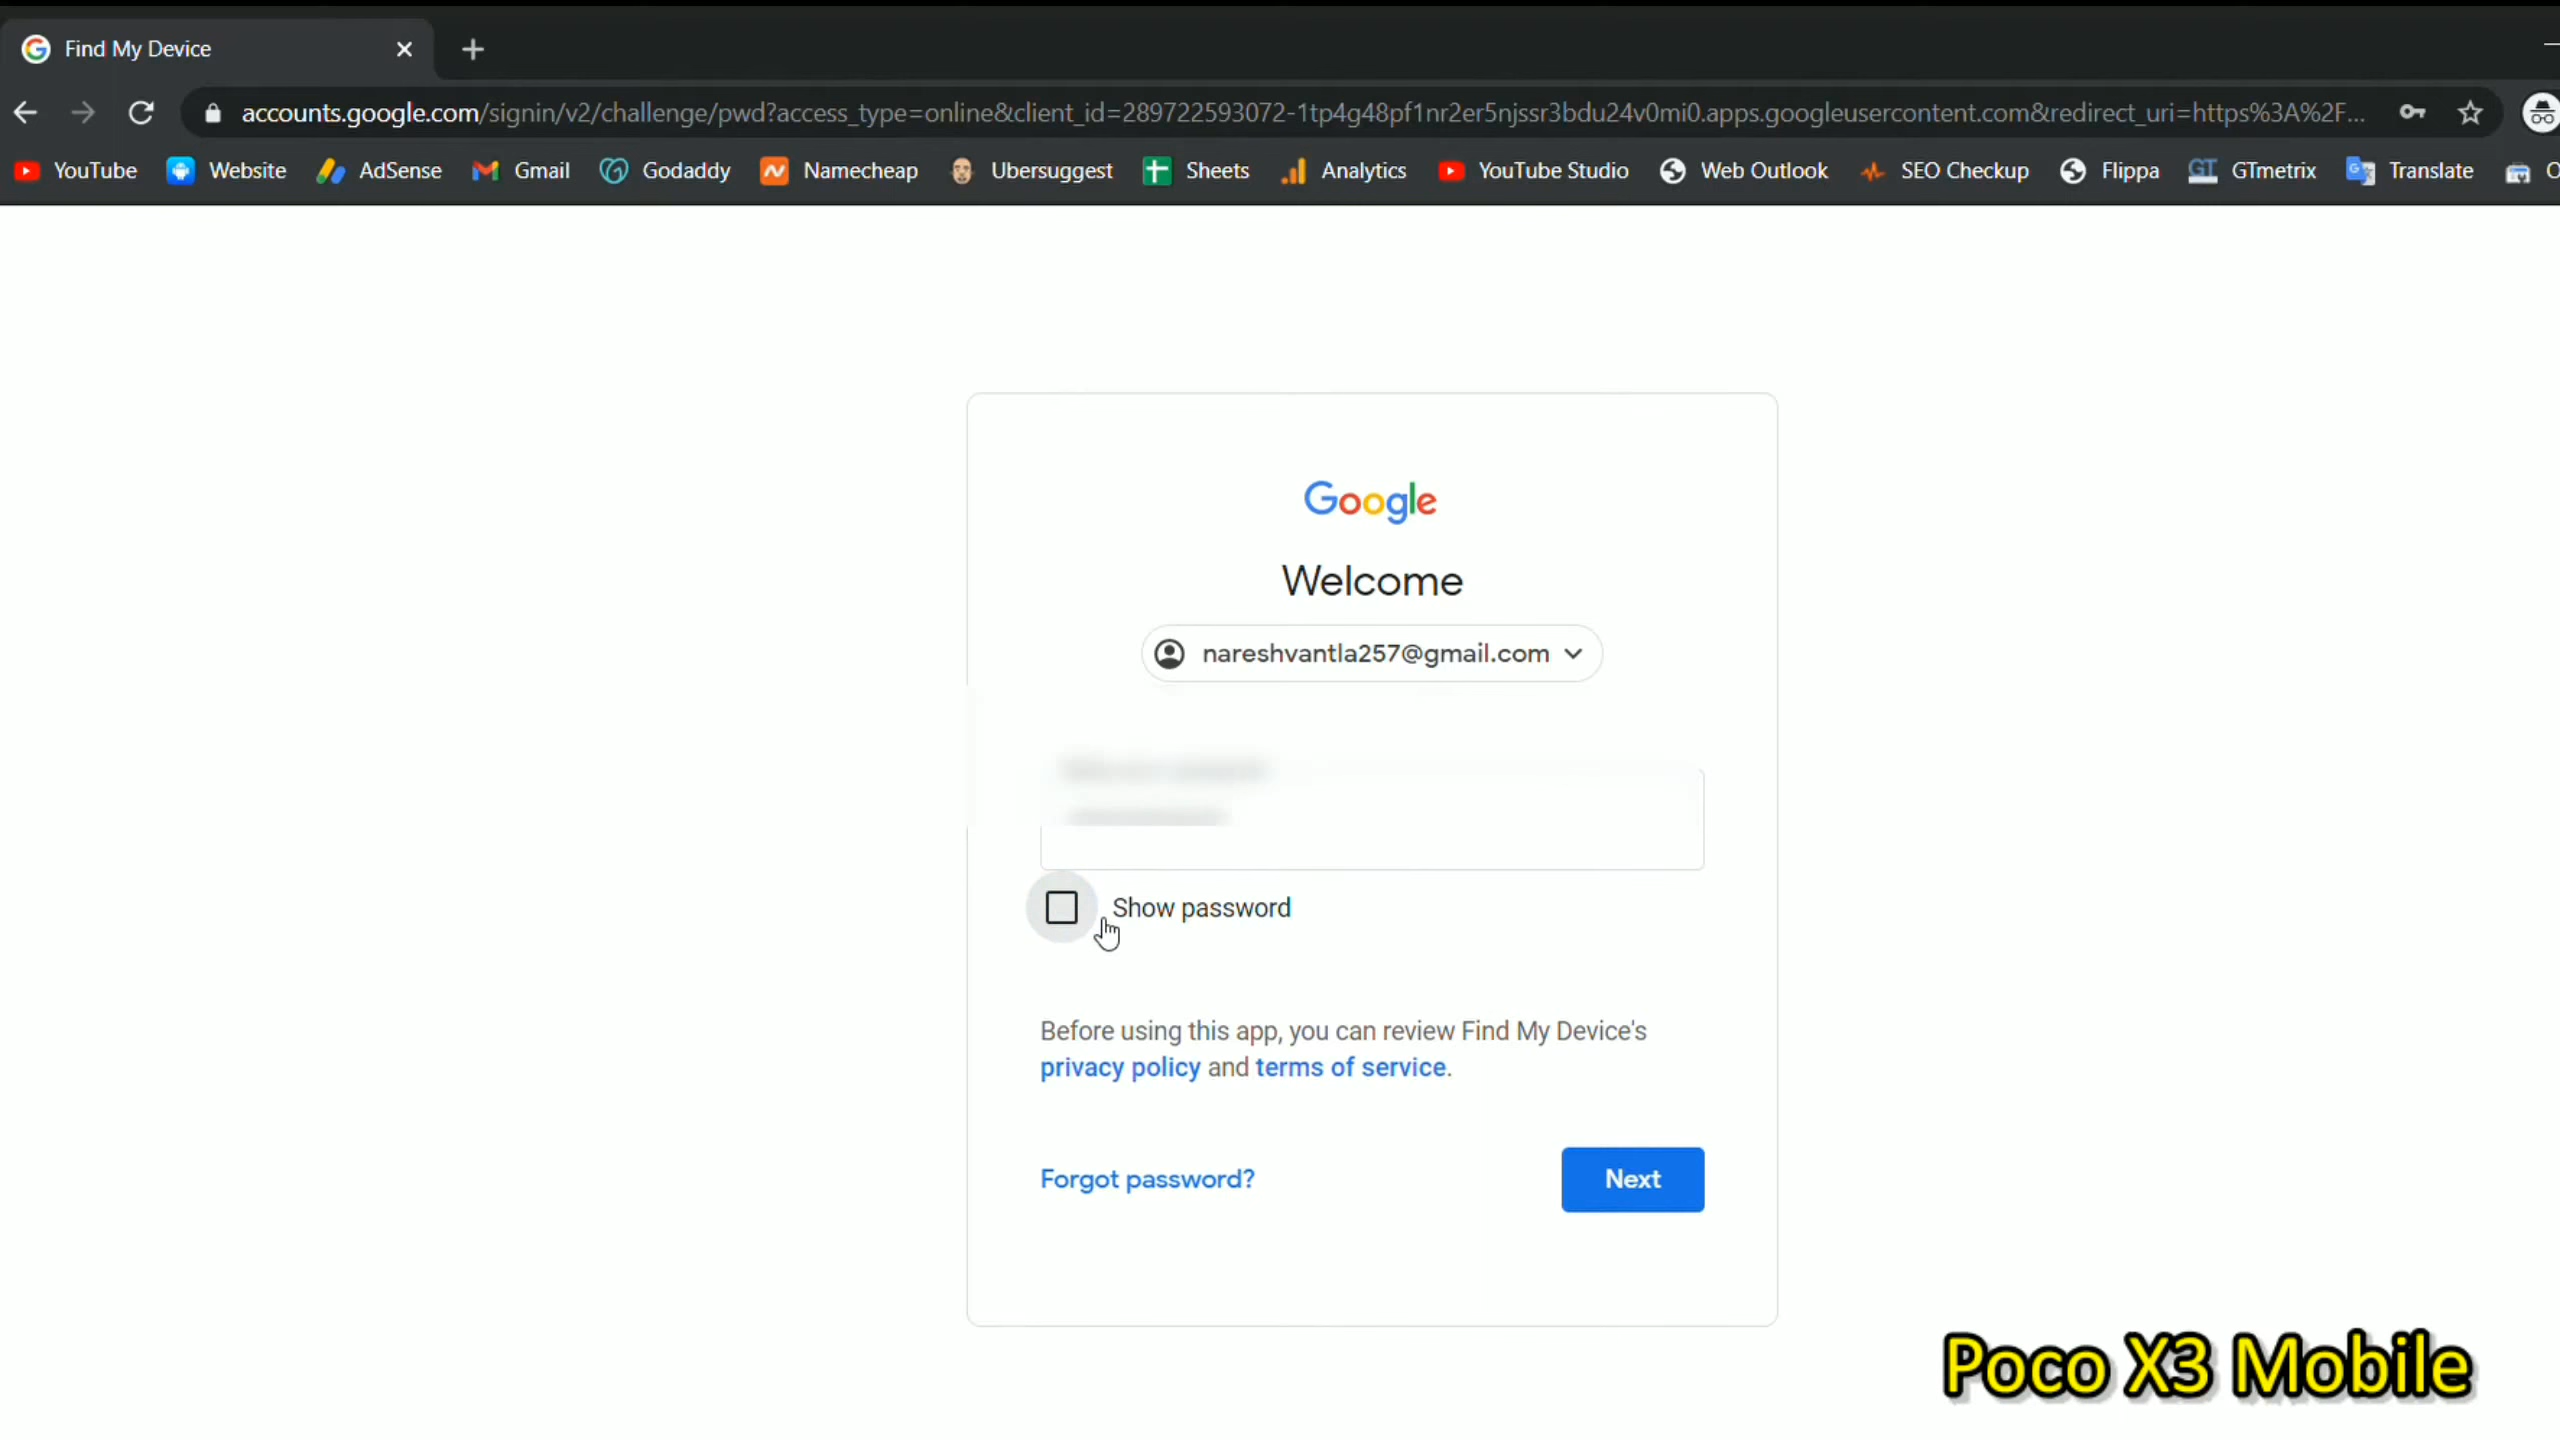 Find My Device
accounts.google.com/signin/v2/challenge/pwd?access_type=online&client_id=289722593072-1tp4g48pf1nr2er5njssr3bdu24v0mi0.apps.googleusercontent.com&redirect_uri=https%3A%2F...
YouTube Website AdSense Gmail Godaddy Namecheap Ubersuggest Sheets Analytics YouTube Studio Web Outlook SEO Checkup Flippa GTmetrix Translate
Google
Welcome
nareshvantla257@gmail.com
Show password
Before using this app, you can review Find My Device's
privacy policy and terms of service.
Forgot password?
Next
Poco X3 Mobile